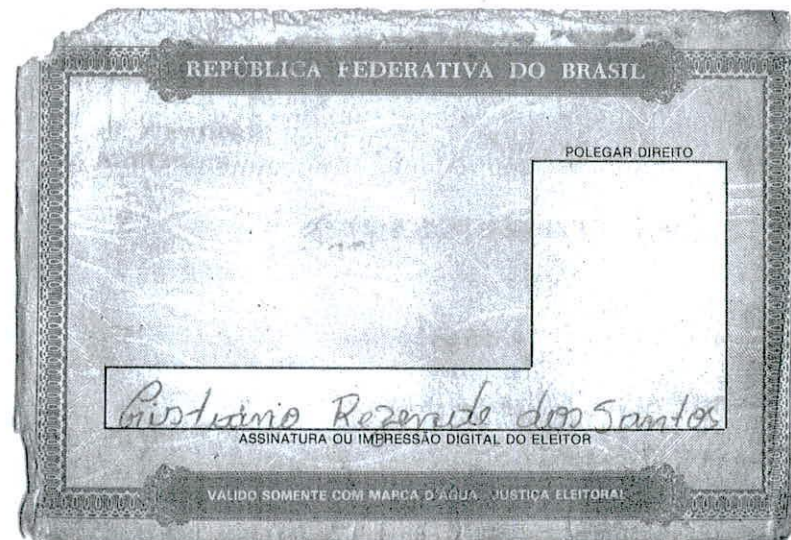 REPÚBLICA FEDERATIVA DO BRASIL
POLEGAR DIREITO
Cristiano Rezende dos Santos
ASSINATURA OU IMPRESSÃO DIGITAL DO ELEITOR
VÁLIDO SOMENTE COM MARCA D'ÁGUA - JUSTIÇA ELEITORAL